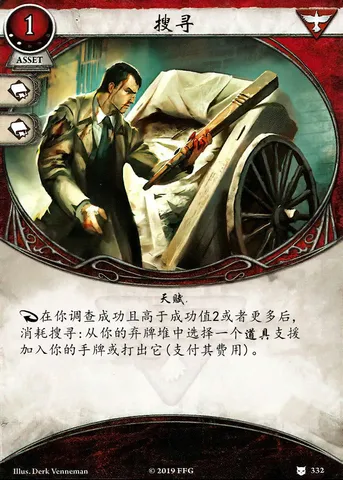 1
搜寻
ASSET
天赋.
在你调查成功且高于成功值2或者更多后,
消耗搜寻:从你的弃牌堆中选择一个道具支援
加入你的手牌或打出它(支付其费用)。
Illus. Derk Venneman
© 2019 FFG
332